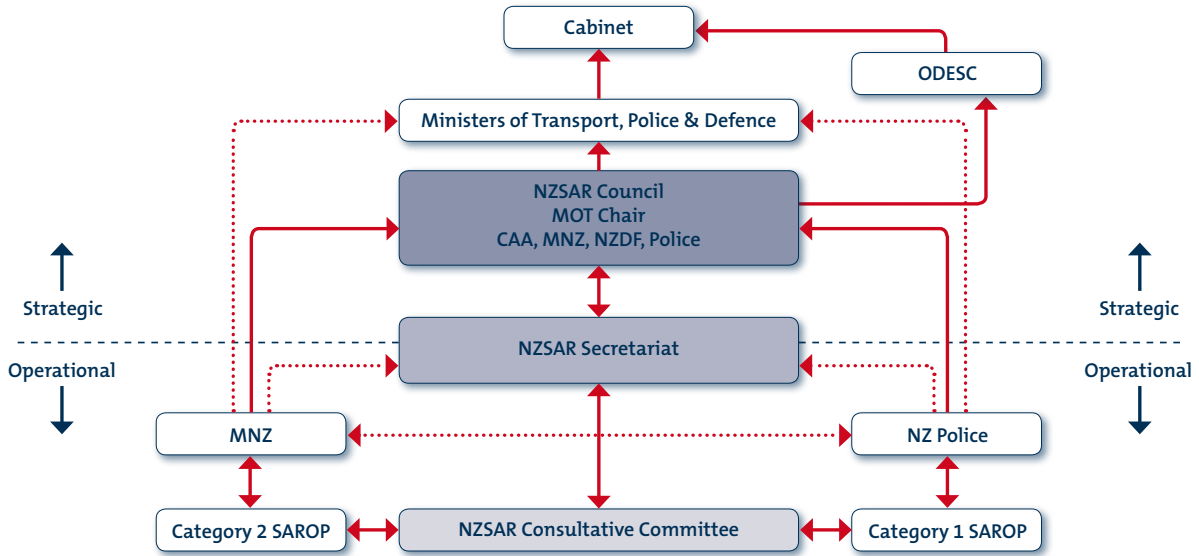 Cabinet
ODESC
Ministers of Transport, Police & Defence
NZSAR Council
MOT Chair
CAA, MNZ, NZDF, Police
Strategic
Strategic
NZSAR Secretariat
Operational
Operational
MNZ
NZ Police
Category 2 SAROP
NZSAR Consultative Committee
Category 1 SAROP